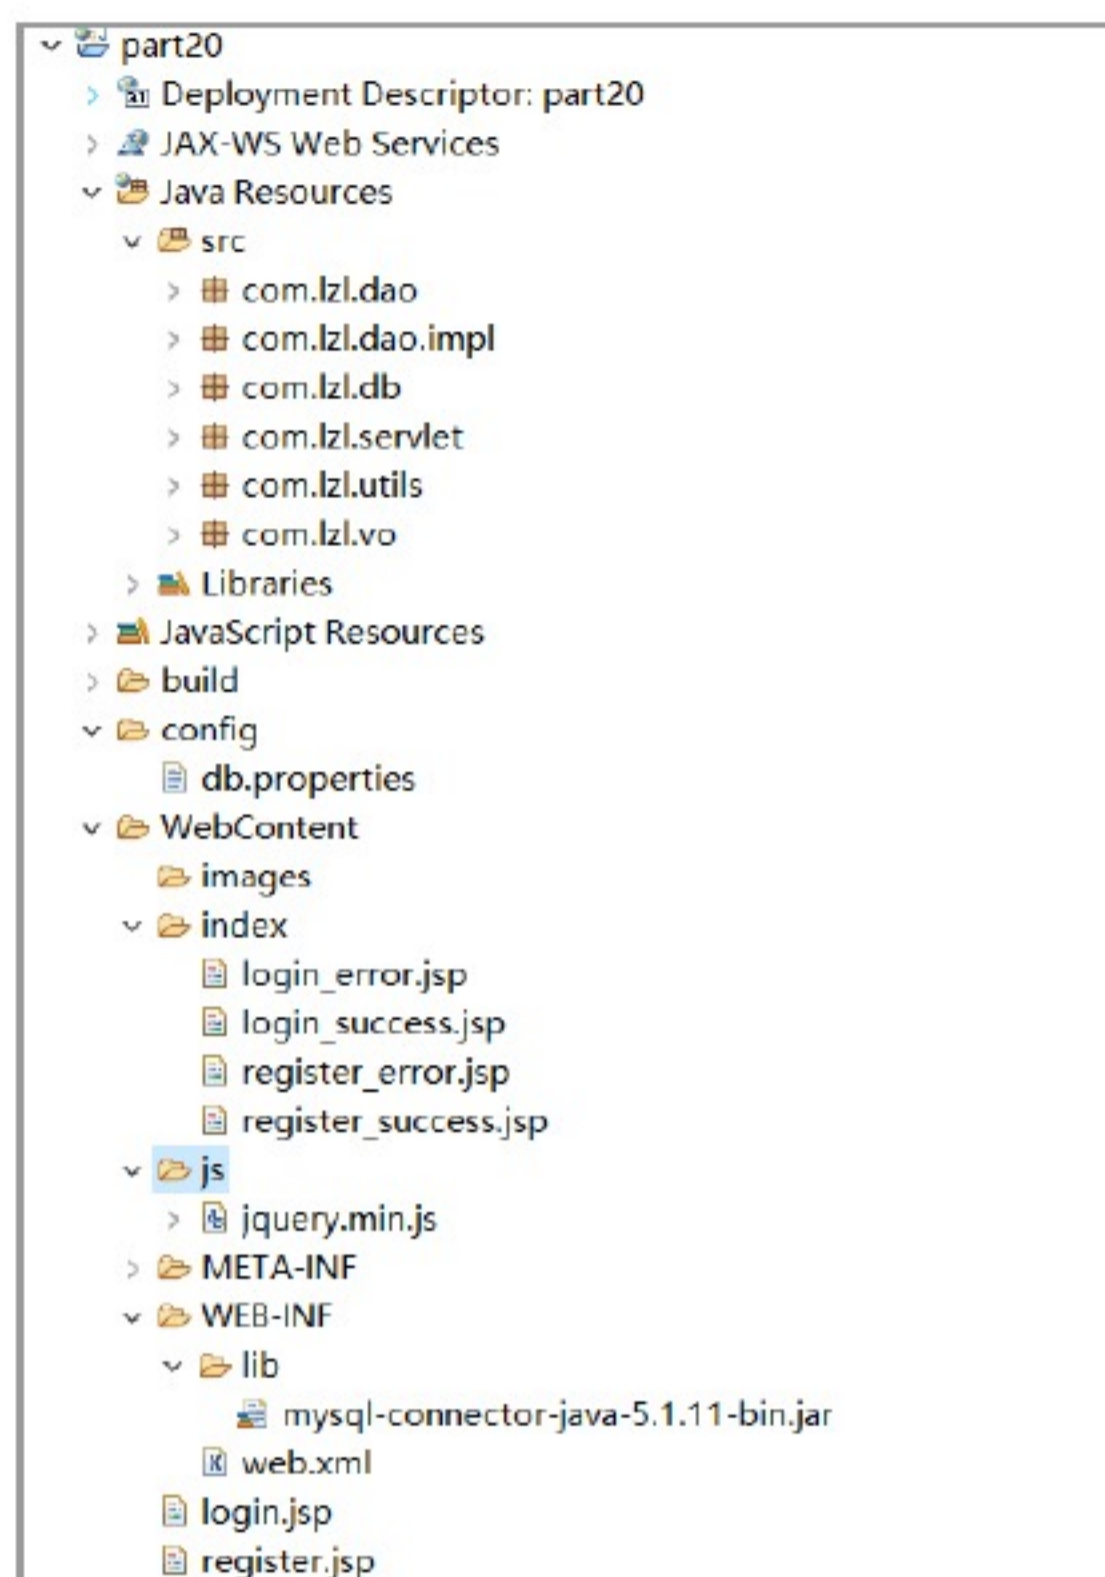 part20
Deployment Descriptor: part20
JAX-WS Web Services
Java Resources
src
com.lzl.dao
com.lzl.dao.impl
com.lzl.db
com.lzl.servlet
com.lzl.utils
com.lzl.vo
Libraries
JavaScript Resources
build
config
db.properties
WebContent
images
index
login_error.jsp
login_success.jsp
register_error.jsp
register_success.jsp
js
jquery.min.js
META-INF
WEB-INF
lib
mysql-connector-java-5.1.11-bin.jar
web.xml
login.jsp
register.jsp